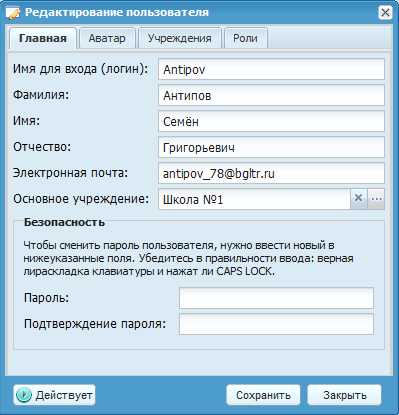 Редактирование пользователя
Главная Аватар Учреждения Роли
Имя для входа (логин): Antipov
Фамилия: Антипов
Имя: Семён
Отчество: Григорьевич
Электронная почта: antipov_78@bgltr.ru
Основное учреждение: Школа №1
Безопасность
Чтобы сменить пароль пользователя, нужно ввести новый в
нижеуказанные поля. Убедитесь в правильности ввода: верная
лираскладка клавиатуры и нажат ли CAPS LOCK.
Пароль:
Подтверждение пароля:
Действует Сохранить Закрыть